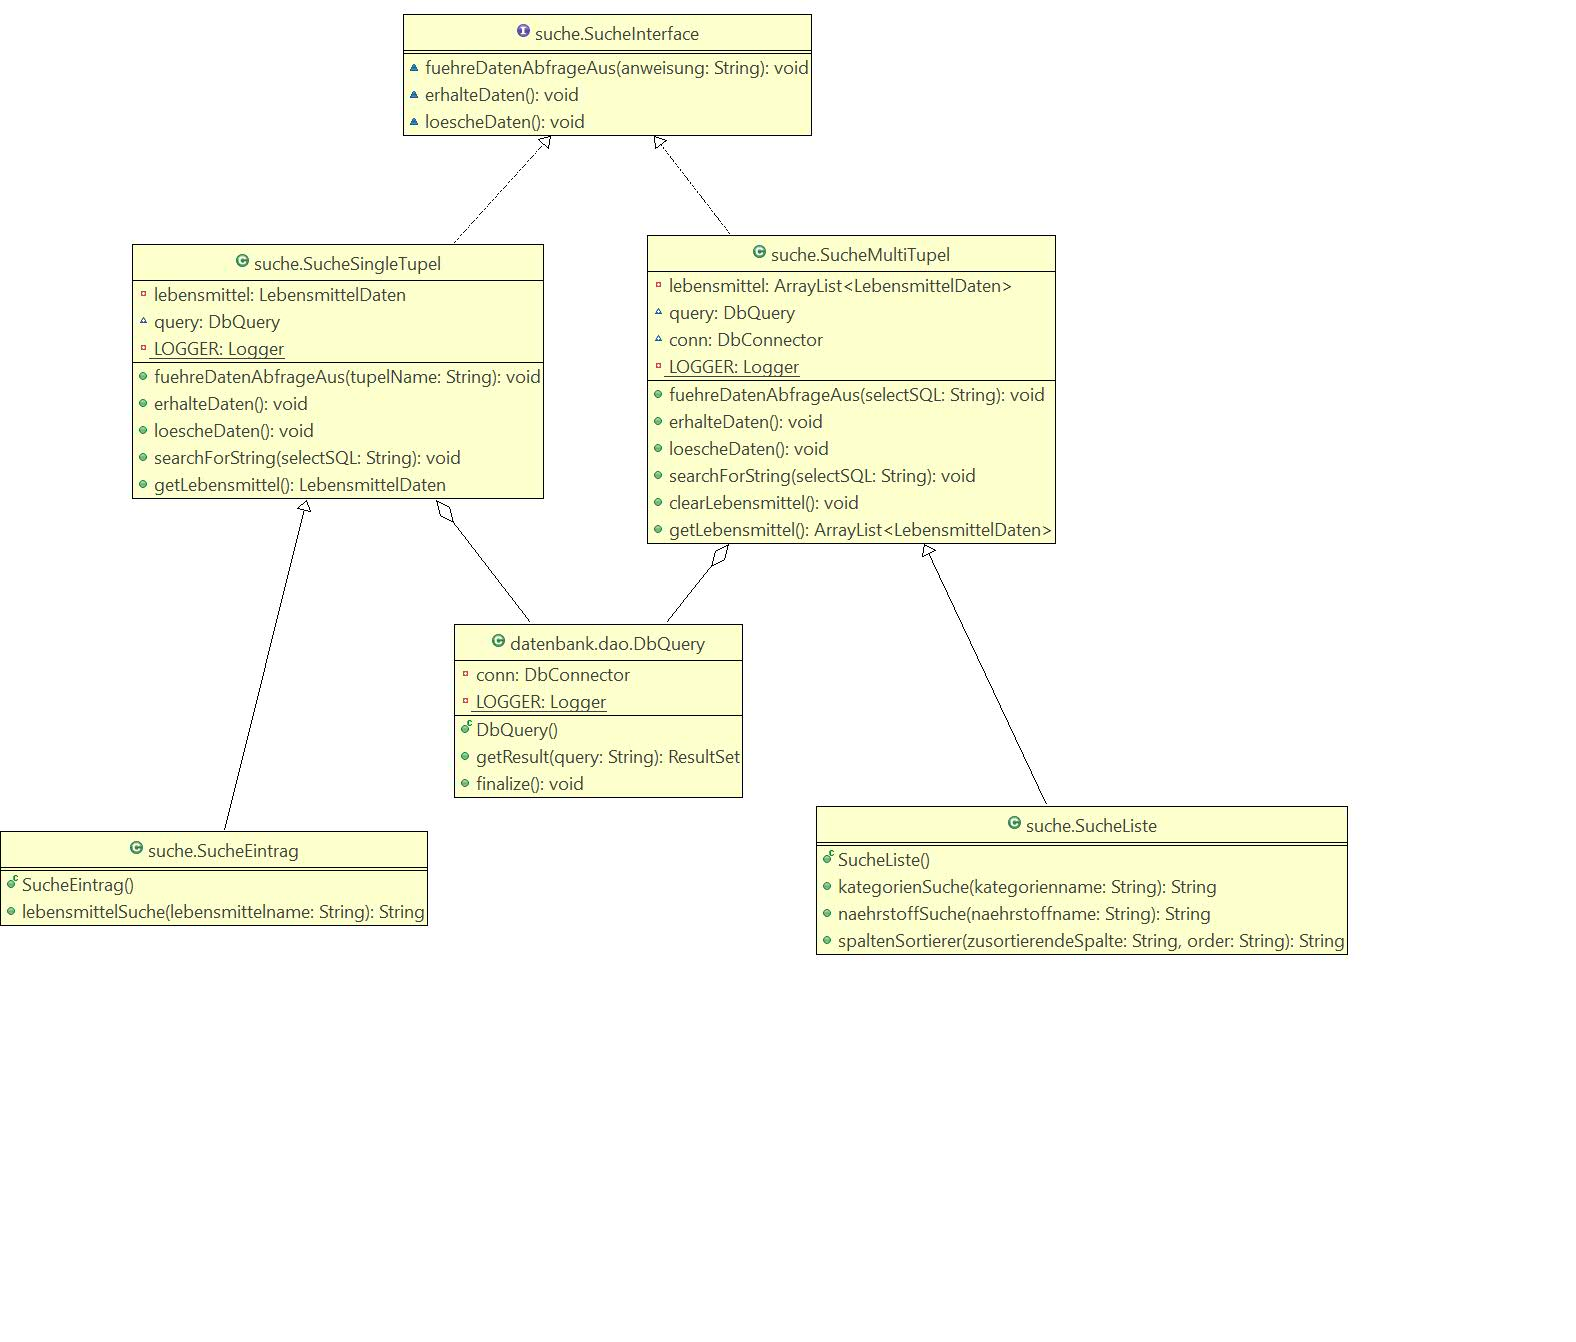 suche.SucheInterface
fuehreDatenAbfrageAus(anweisung: String): void
erhalteDaten(): void
loescheDaten(): void
suche.SucheSingleTupel
lebensmittel: LebensmittelDaten
query: DbQuery
LOGGER: Logger
fuehreDatenAbfrageAus(tupelName: String): void
erhalteDaten(): void
loescheDaten(): void
searchForString(selectSQL: String): void
getLebensmittel(): LebensmittelDaten
suche.SucheMultiTupel
lebensmittel: ArrayList<LebensmittelDaten>
query: DbQuery
conn: DbConnector
LOGGER: Logger
fuehreDatenAbfrageAus(selectSQL: String): void
erhalteDaten(): void
loescheDaten(): void
searchForString(selectSQL: String): void
clearLebensmittel(): void
getLebensmittel(): ArrayList<LebensmittelDaten>
datenbank.dao.DbQuery
conn: DbConnector
LOGGER: Logger
DbQuery()
getResult(query: String): ResultSet
finalize(): void
suche.SucheEintrag
SucheEintrag()
lebensmittelSuche(lebensmittelname: String): String
suche.SucheListe
SucheListe()
kategorienSuche(kategorienname: String): String
naehrstoffSuche(naehrstoffname: String): String
spaltenSortierer(zusortierendeSpalte: String, order: String): String